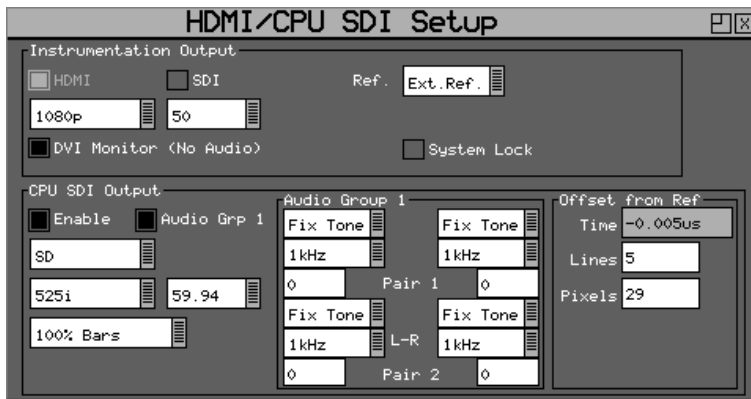 HDMI/CPU SDI Setup
Instrumentation Output
HDMI SDI Ref. Ext.Ref.
1080p 50
DVI Monitor (No Audio) System Lock
CPU SDI Output
Enable Audio Grp 1
SD
525i 59.94
100% Bars
Audio Group 1
Fix Tone Fix Tone
1kHz 1kHz
0 Pair 1 0
Fix Tone Fix Tone
1kHz L-R 1kHz
0 Pair 2 0
Offset from Ref
Time -0.005us
Lines 5
Pixels 29